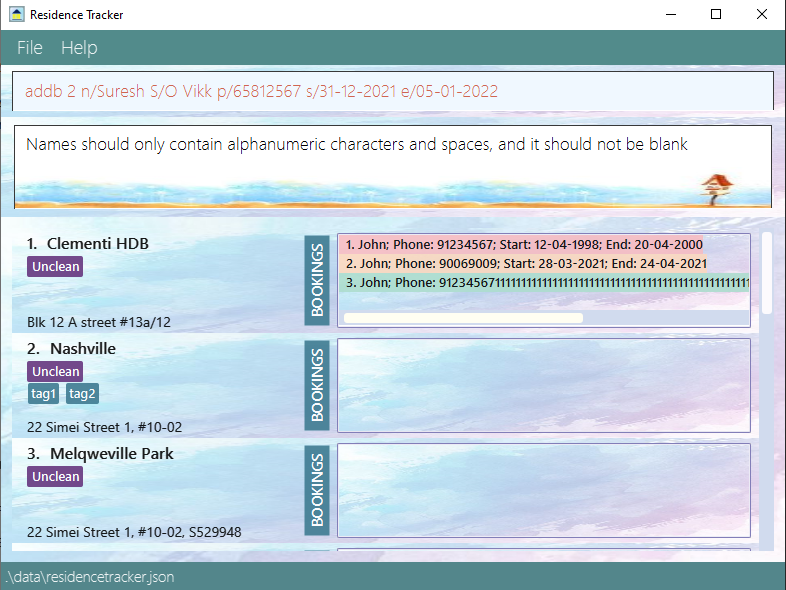 Residence Tracker
File Help
addb 2 n/Suresh S/O Vikk p/65812567 s/31-12-2021 e/05-01-2022
Names should only contain alphanumeric characters and spaces, and it should not be blank
1. Clementi HDB
Unclean
Blk 12 A street #13a/12
BOOKINGS
1. John; Phone: 91234567; Start: 12-04-1998; End: 20-04-2000
2. John; Phone: 90069009; Start: 28-03-2021; End: 24-04-2021
3. John; Phone:
2. Nashville
Unclean
tag1 tag2
22 Simei Street 1, #10-02
BOOKINGS
3. Melqweville Park
Unclean
22 Simei Street 1, #10-02, S529948
BOOKINGS
.\data\residencetracker.json